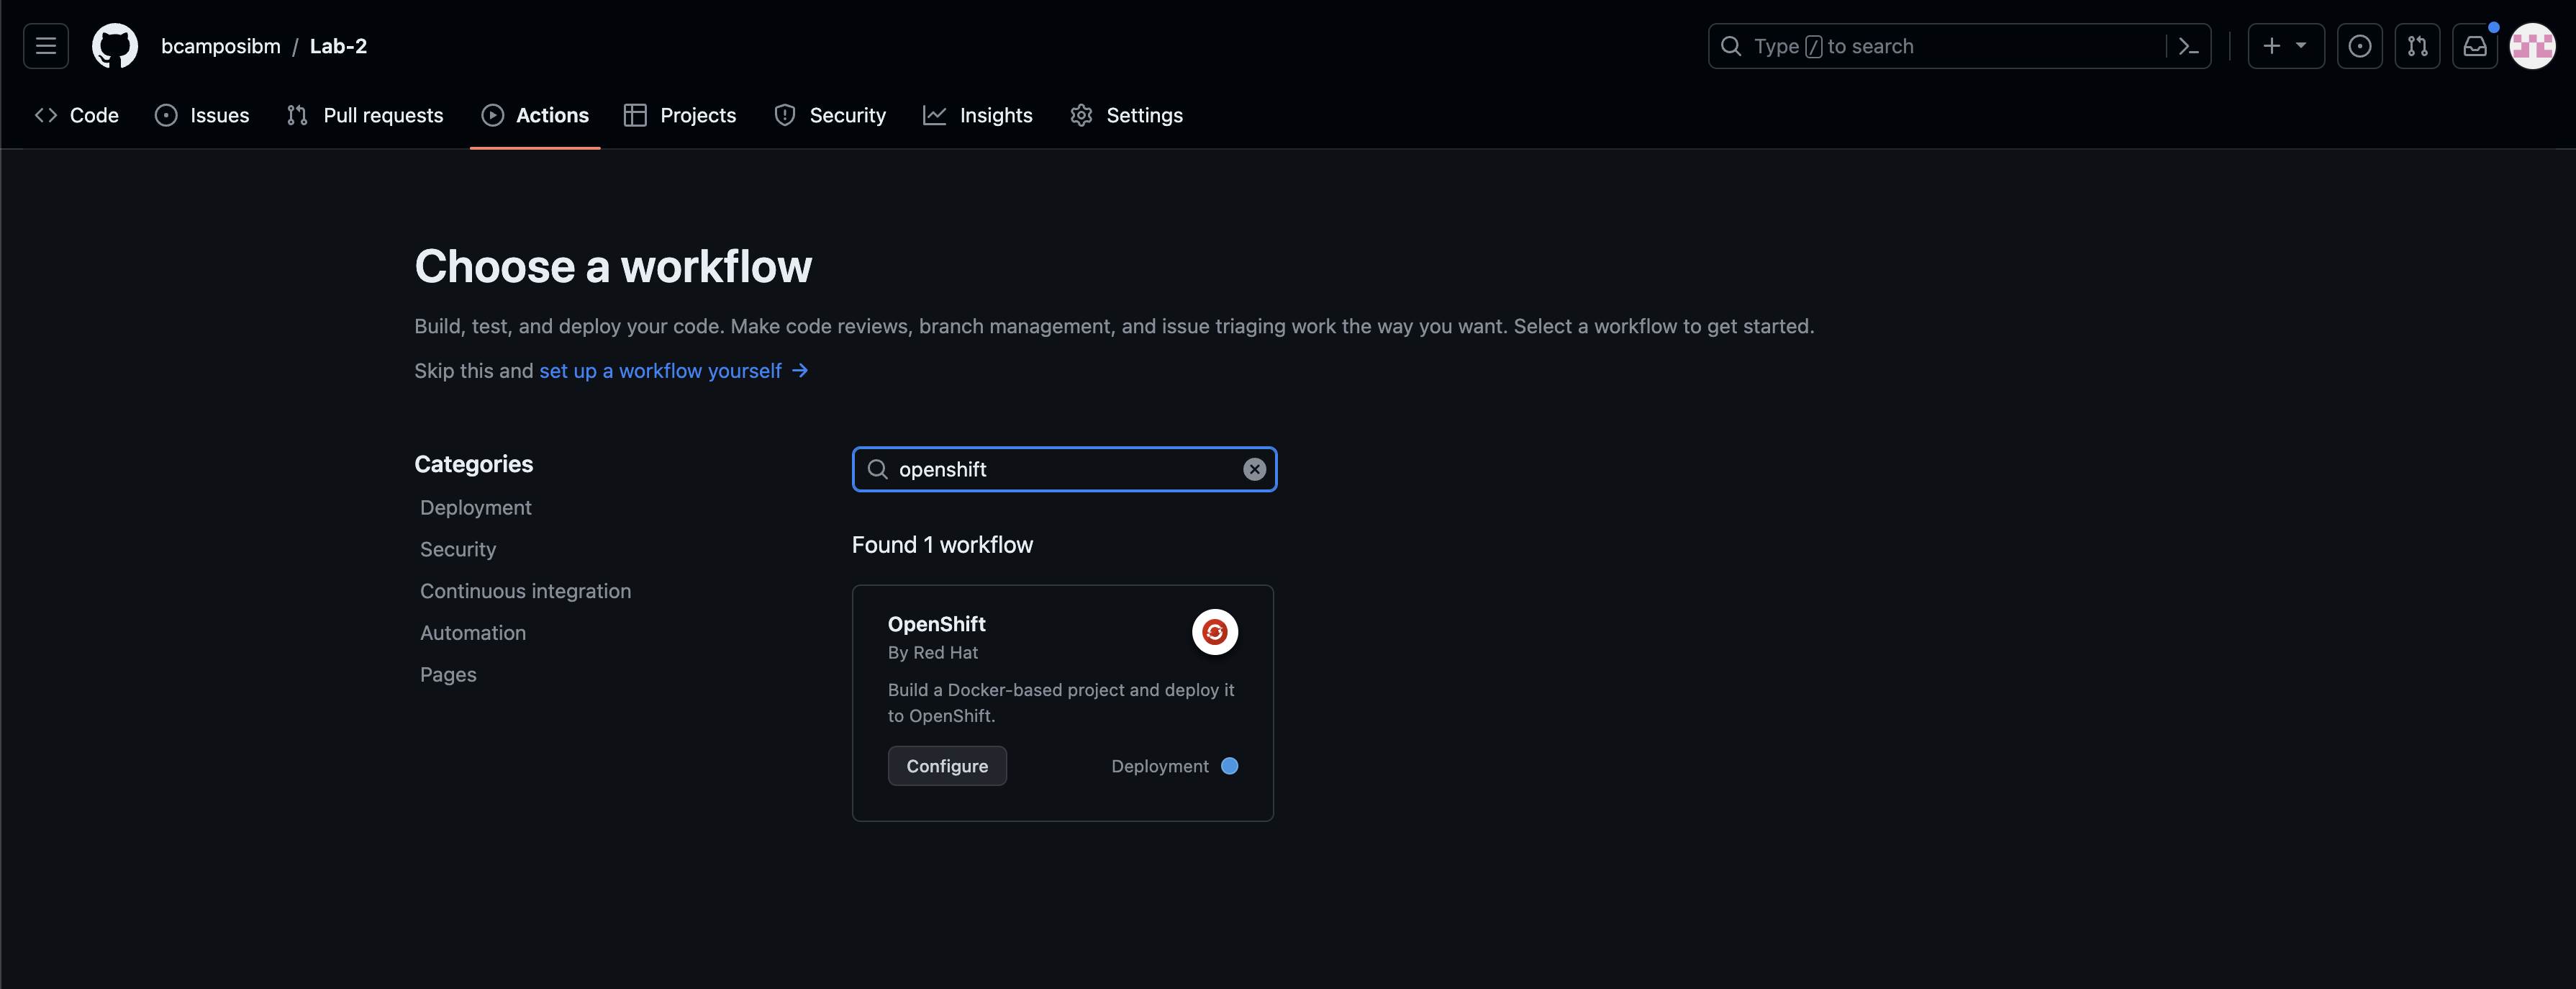 bcamposibm / Lab-2
Type / to search
Code Issues Pull requests Actions Projects Security Insights Settings
Choose a workflow
Build, test, and deploy your code. Make code reviews, branch management, and issue triaging work the way you want. Select a workflow to get started.
Skip this and set up a workflow yourself →
Categories
Deployment
Security
Continuous integration
Automation
Pages
openshift
Found 1 workflow
OpenShift
By Red Hat
Build a Docker-based project and deploy it
to OpenShift.
Configure Deployment